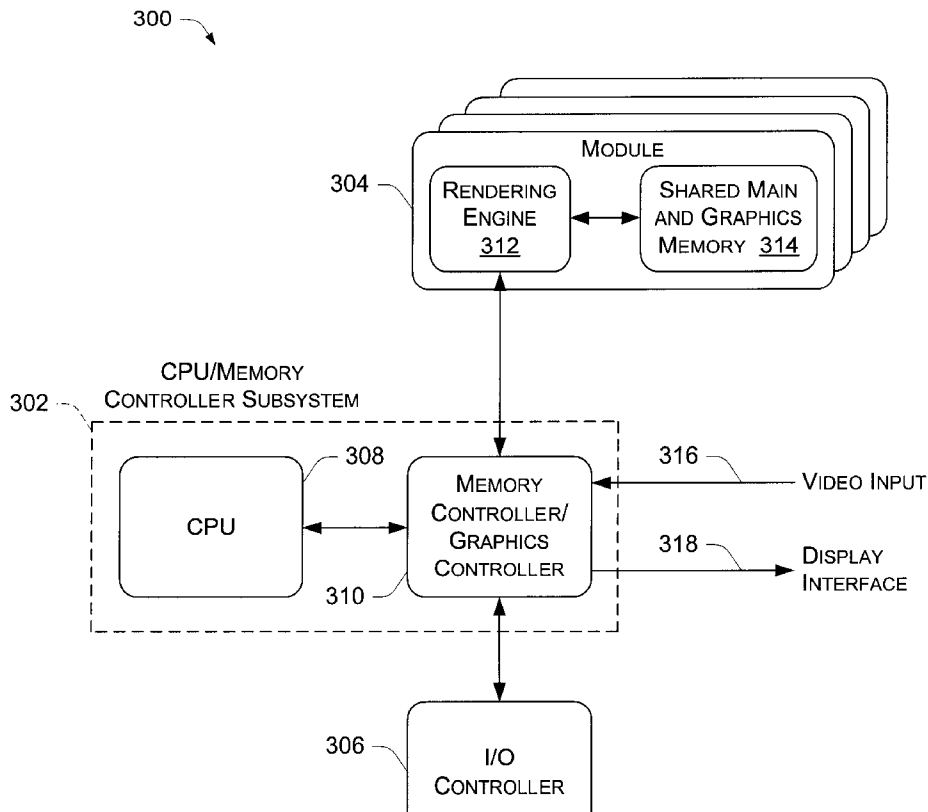 300
MODULE
304
RENDERING
ENGINE
312
SHARED MAIN
AND GRAPHICS
MEMORY 314
CPU/MEMORY
CONTROLLER SUBSYSTEM
302
308
CPU
MEMORY
CONTROLLER/
GRAPHICS
CONTROLLER
310
316
VIDEO INPUT
318
DISPLAY
INTERFACE
306
I/O
CONTROLLER